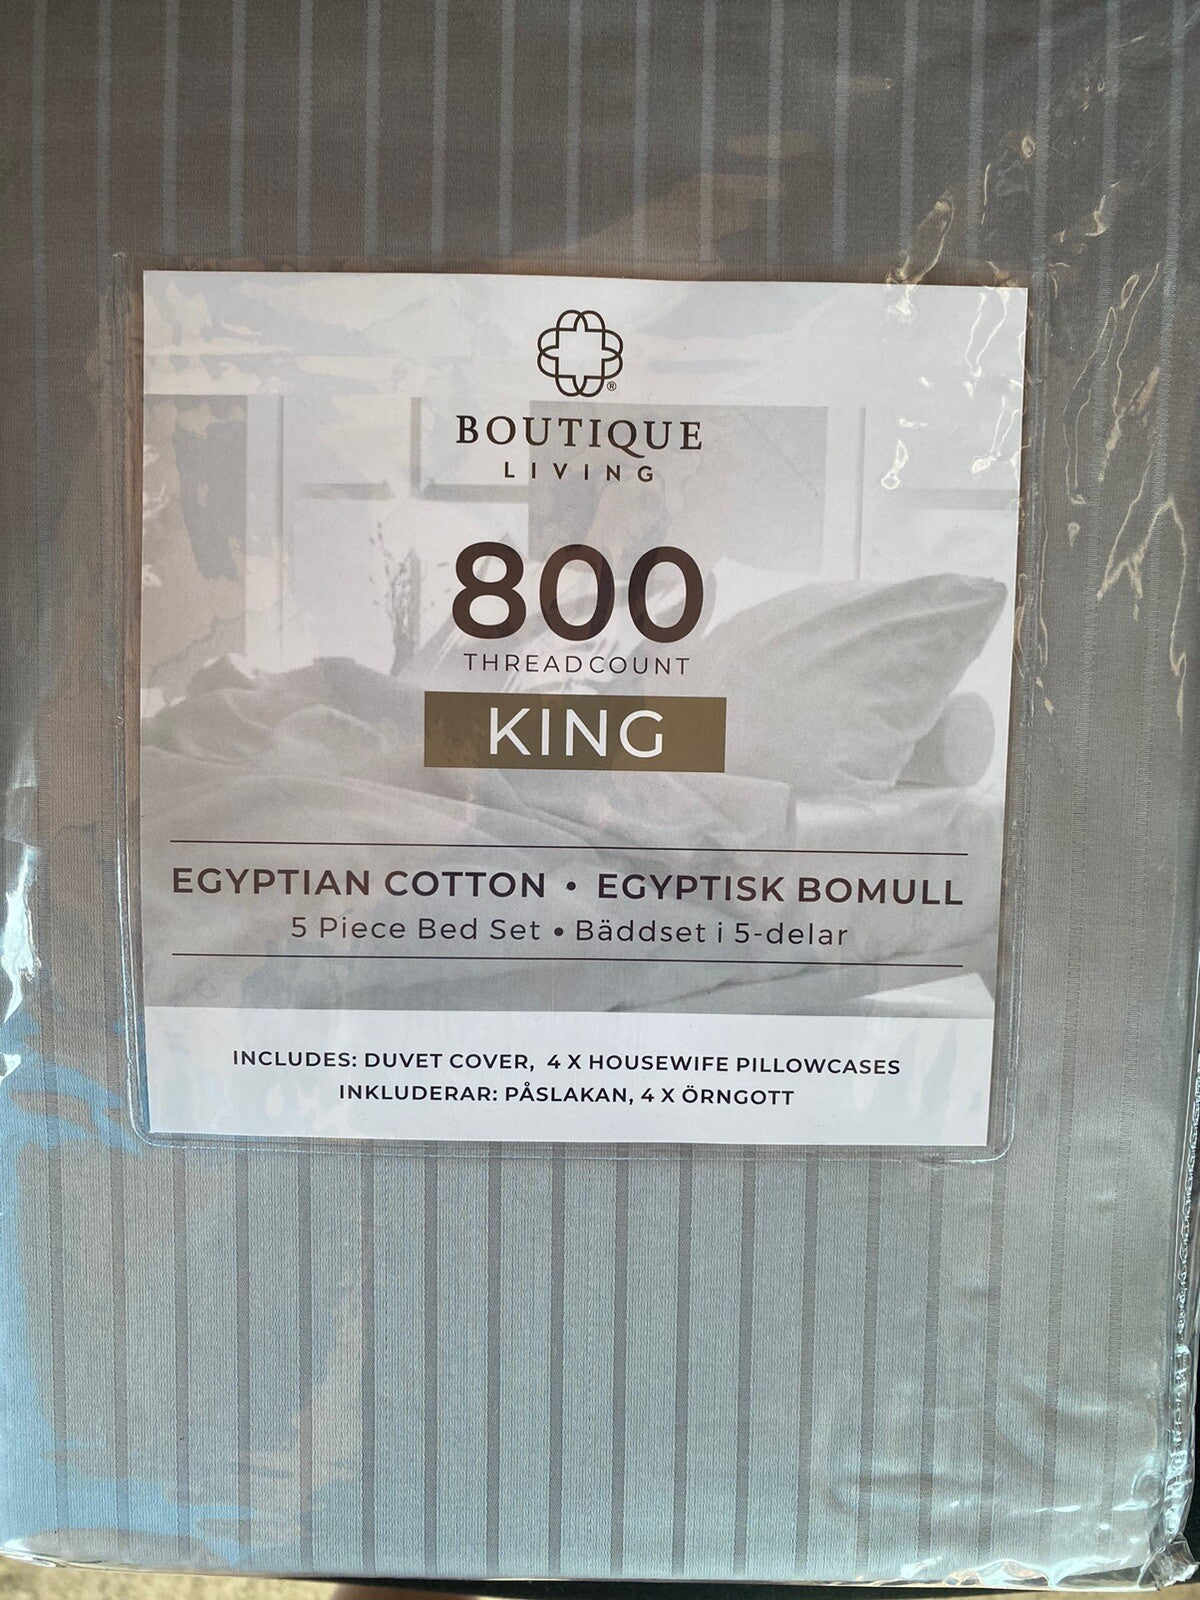 ®
BOUTIQUE
LIVING
800
THREADCOUNT
KING
EGYPTIAN COTTON • EGYPTISK BOMULL
5 Piece Bed Set • Bäddset i 5-delar
INCLUDES: DUVET COVER, 4 X HOUSEWIFE PILLOWCASES
INKLUDERAR: PÅSLAKAN, 4 X ÖRNGOTT